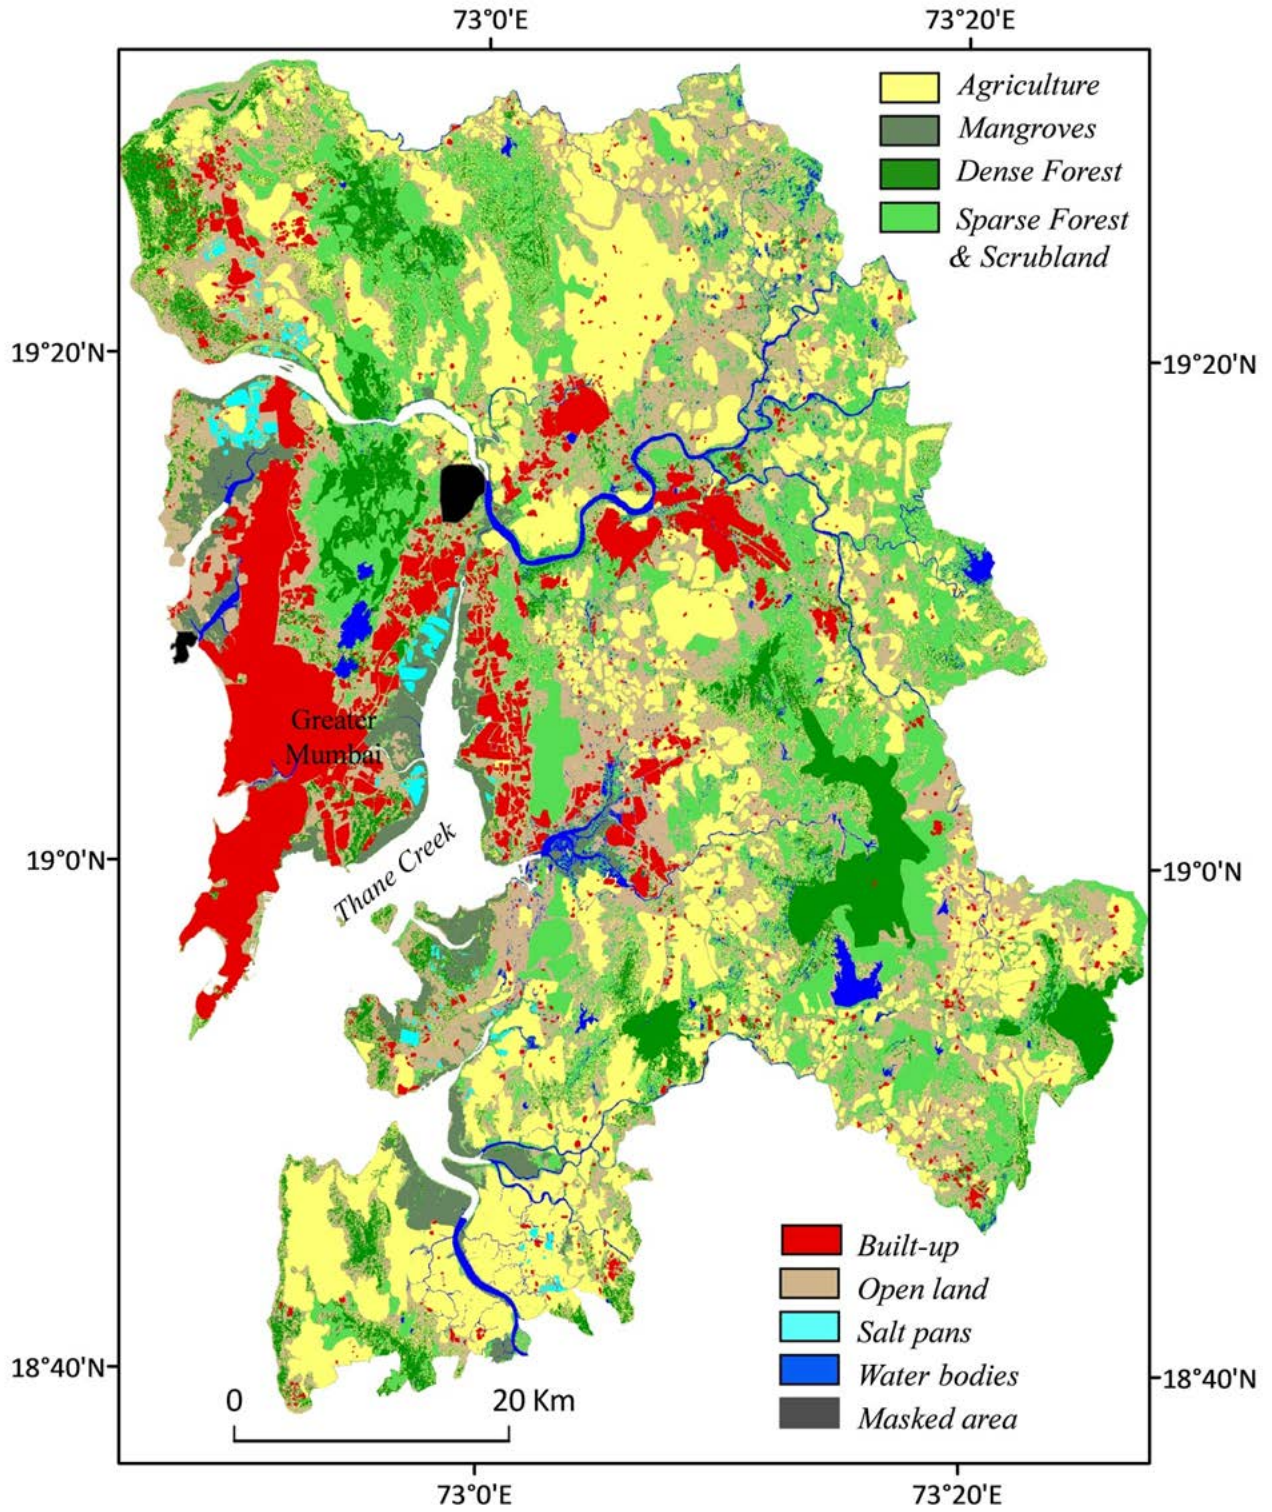 73°0'E
73°20'E
Agriculture
Mangroves
Dense Forest
Sparse Forest
& Scrubland
19°20'N
19°20'N
Greater
Mumbai
Thane Creek
19°0'N
19°0'N
Built-up
Open land
Salt pans
Water bodies
Masked area
18°40'N
18°40'N
0
20 Km
73°0'E
73°20'E